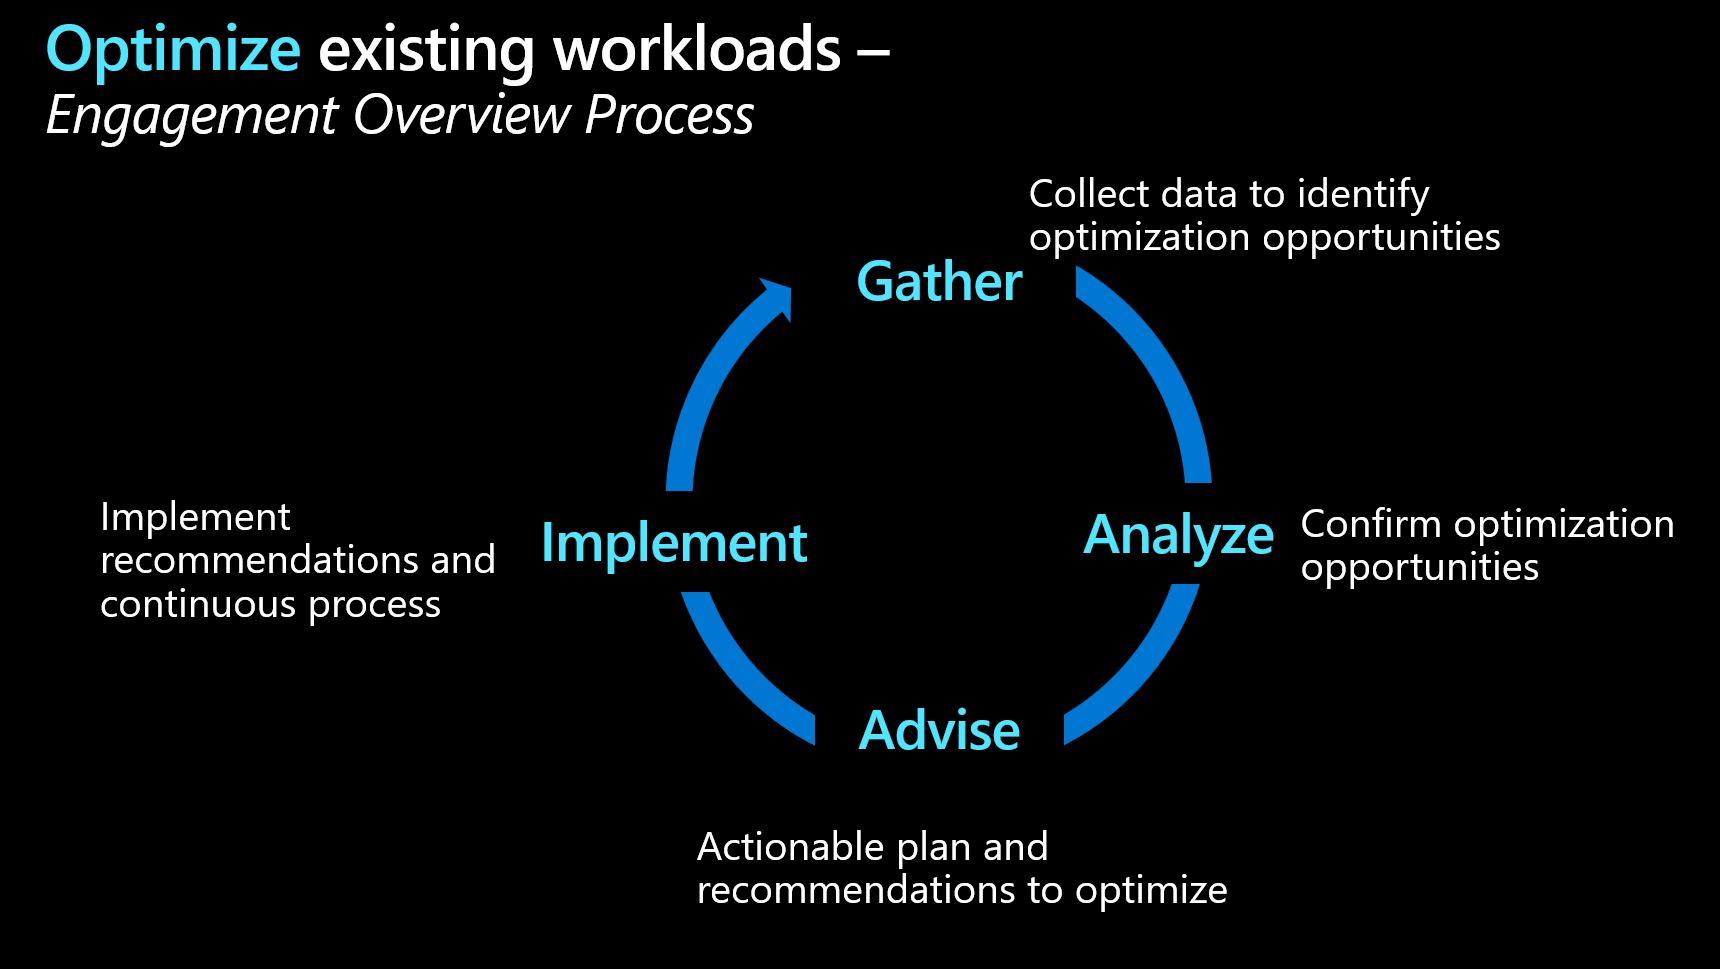 Optimize existing workloads –
Engagement Overview Process
Collect data to identify
optimization opportunities
Gather
Analyze
Confirm optimization
opportunities
Advise
Actionable plan and
recommendations to optimize
Implement
Implement
recommendations and
continuous process